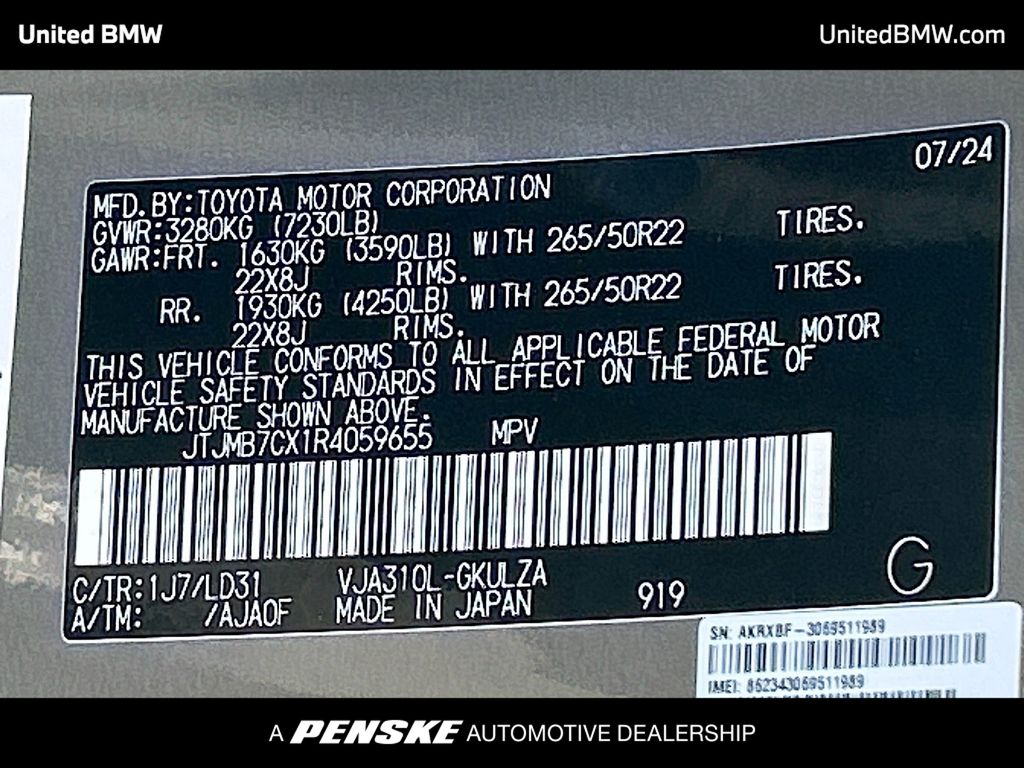 United BMW
UnitedBMW.com
07/24
MFD. BY:TOYOTA MOTOR CORPORATION
GVWR:3280KG (7230LB)
GAWR:FRT. 1630KG (3590LB) WITH 265/50R22 TIRES.
22X8J RIMS.
RR. 1930KG (4250LB) WITH 265/50R22 TIRES.
22X8J RIMS.
THIS VEHICLE CONFORMS TO ALL APPLICABLE FEDERAL MOTOR
VEHICLE SAFETY STANDARDS IN EFFECT ON THE DATE OF
MANUFACTURE SHOWN ABOVE.
JTJMB7CX1R4059655 MPV
C/TR:1J7/LD31 VJA310L-GKULZA
A/TM: /AJA0F MADE IN JAPAN 919
G
SN: AKRXBF-3069511989
IMEI: 862343069511989
A PENSKE AUTOMOTIVE DEALERSHIP